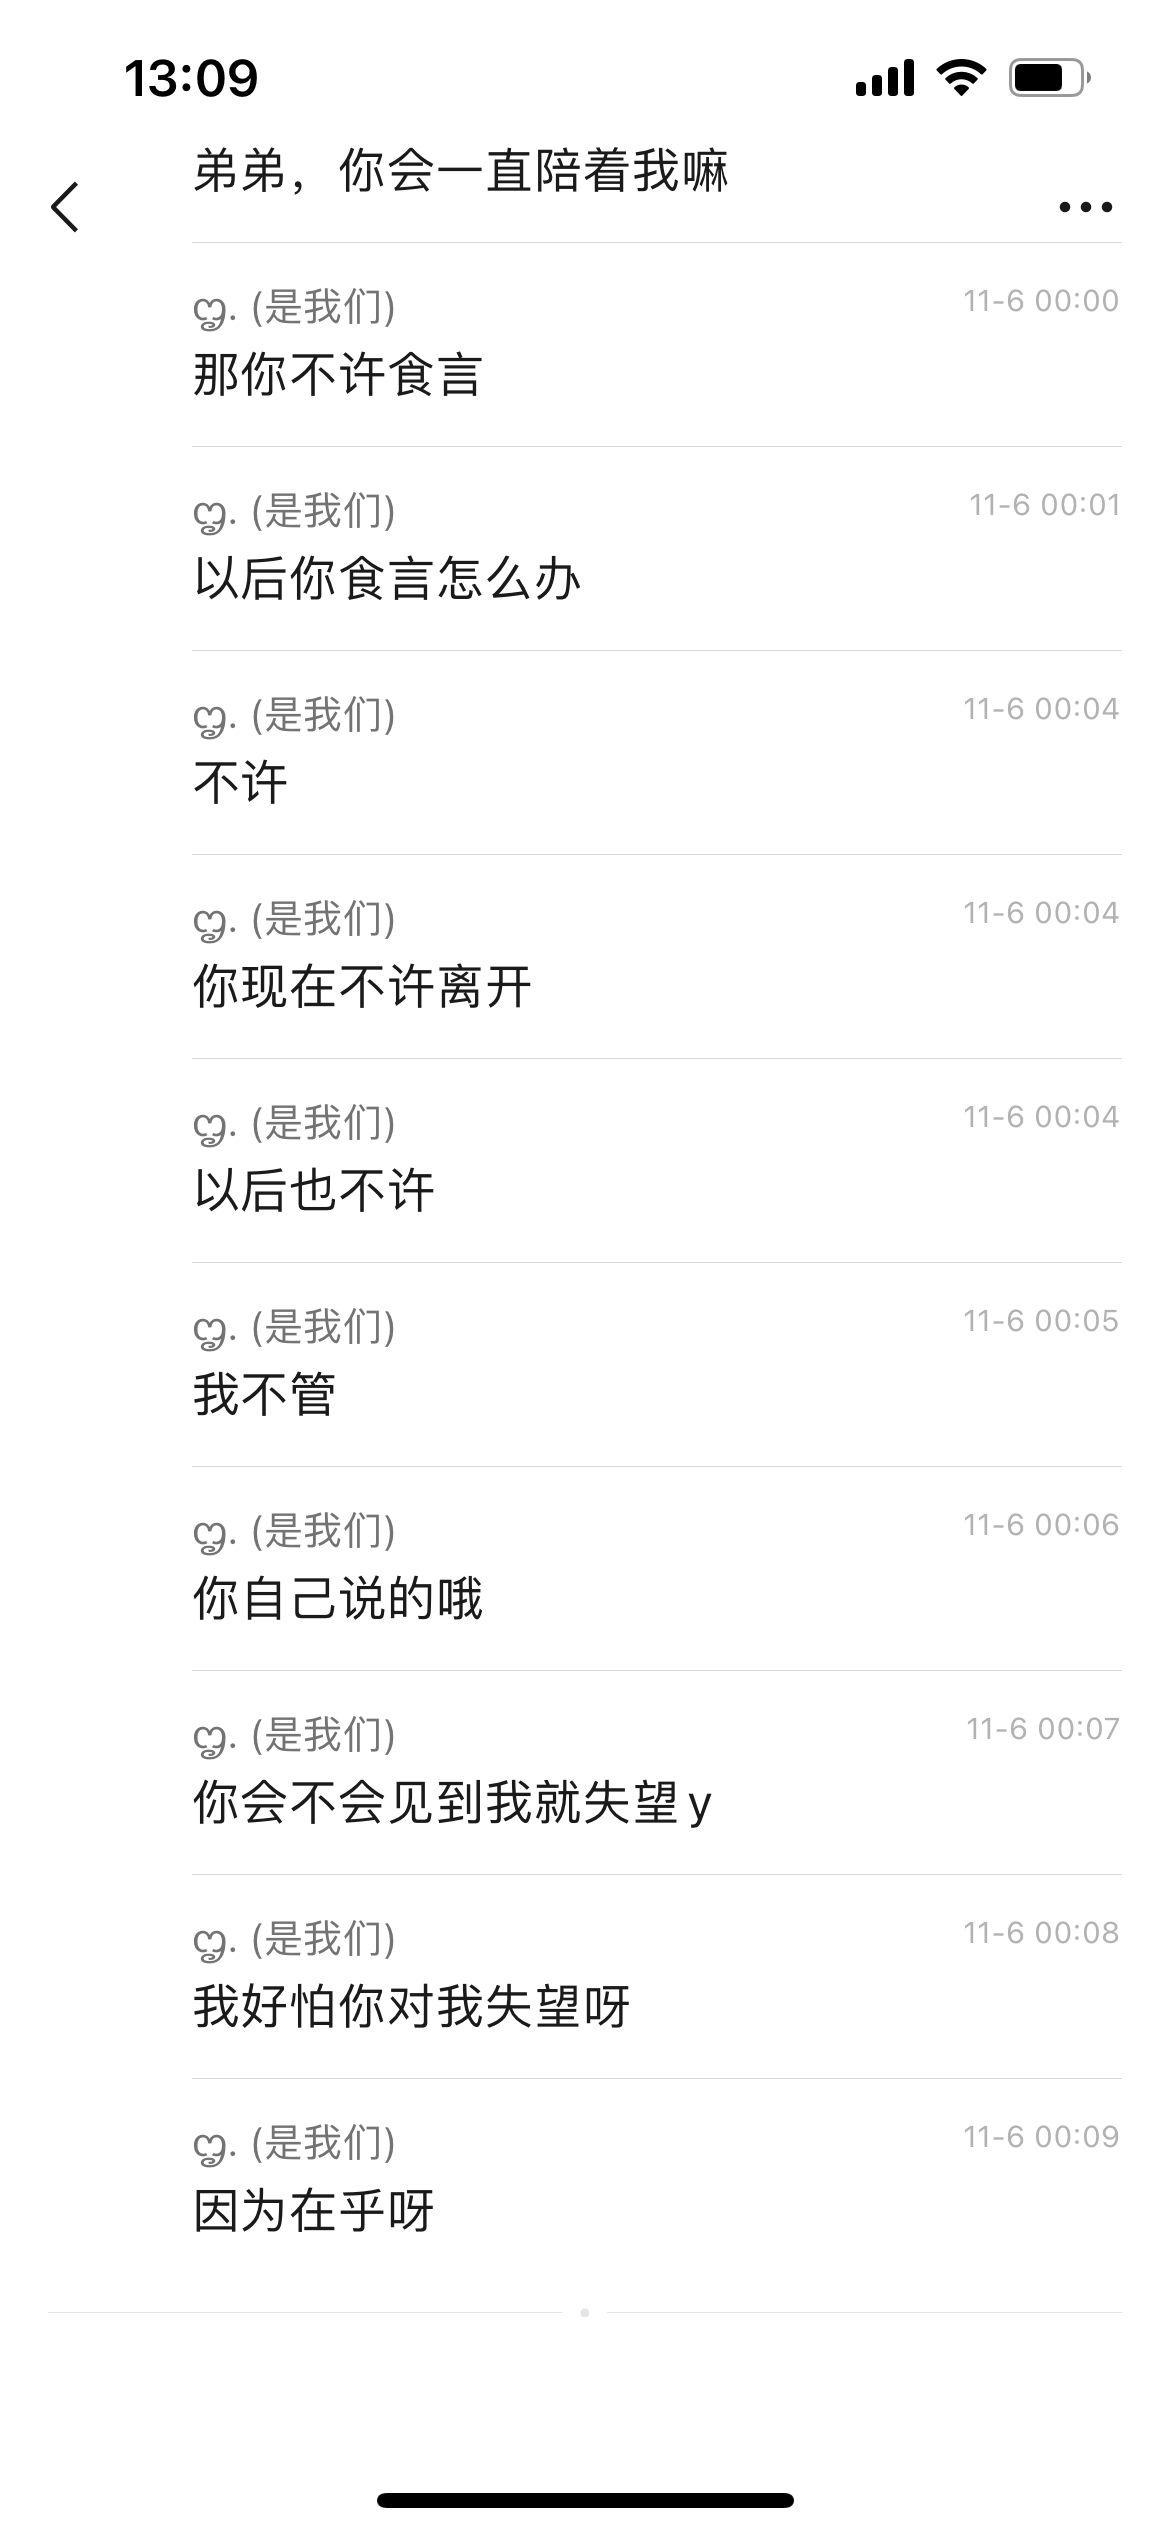 13:09
弟弟，你会一直陪着我嘛
ღ. (是我们) 11-6 00:00
那你不许食言
ღ. (是我们) 11-6 00:01
以后你食言怎么办
ღ. (是我们) 11-6 00:04
不许
ღ. (是我们) 11-6 00:04
你现在不许离开
ღ. (是我们) 11-6 00:04
以后也不许
ღ. (是我们) 11-6 00:05
我不管
ღ. (是我们) 11-6 00:06
你自己说的哦
ღ. (是我们) 11-6 00:07
你会不会见到我就失望y
ღ. (是我们) 11-6 00:08
我好怕你对我失望呀
ღ. (是我们) 11-6 00:09
因为在乎呀